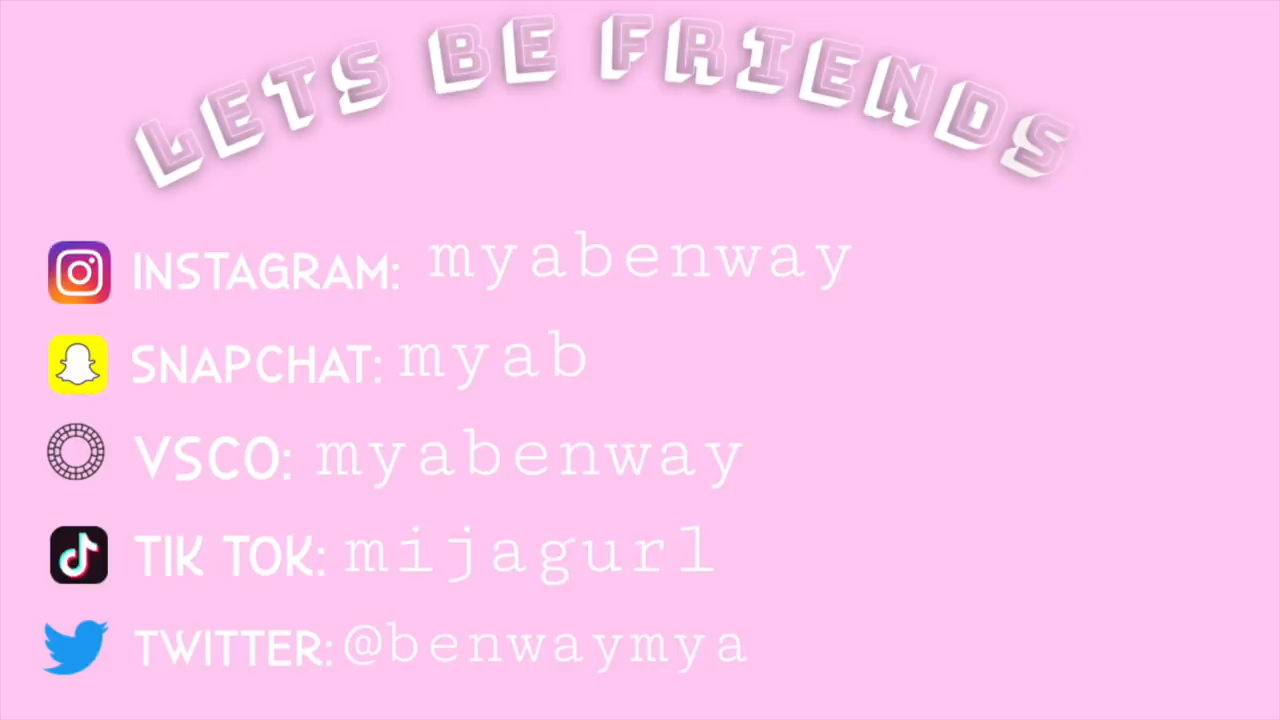 LETS BE FRIENDS
INSTAGRAM: myabenway
SNAPCHAT: myab
VSCO: myabenway
TIK TOK: mijagurl
TWITTER: @benwaymya